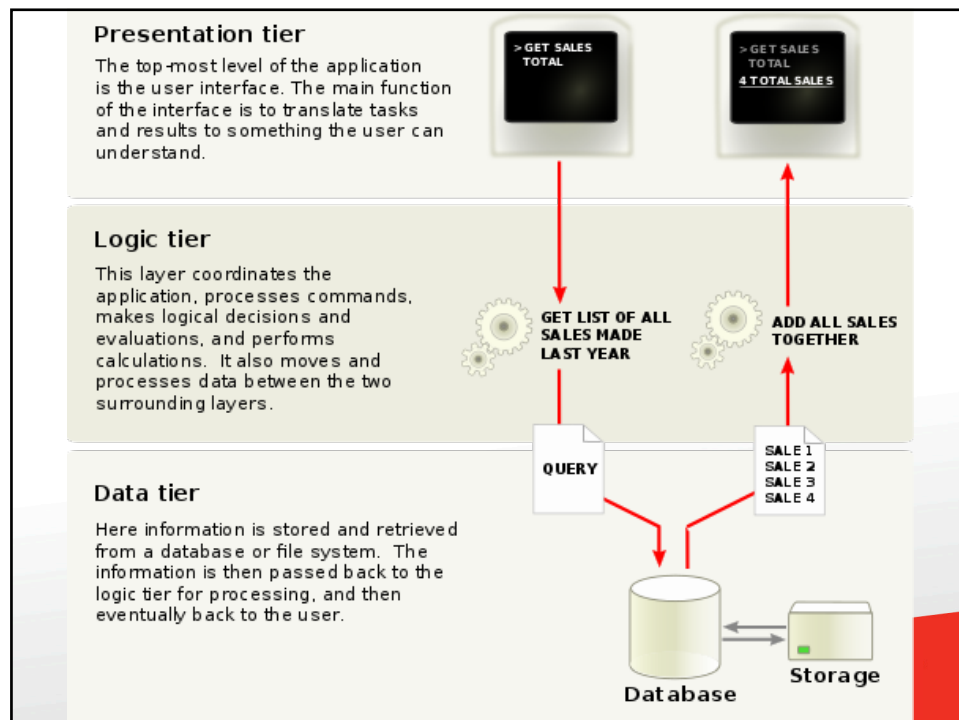 Presentation tier
The top-most level of the application
is the user interface. The main function
of the interface is to translate tasks
and results to something the user can
understand.
> GET SALES
TOTAL
> GET SALES
TOTAL
4 TOTAL SALES
Logic tier
This layer coordinates the
application, processes commands,
makes logical decisions and
evaluations, and performs
calculations. It also moves and
processes data between the two
surrounding layers.
GET LIST OF ALL
SALES MADE
LAST YEAR
ADD ALL SALES
TOGETHER
QUERY
SALE 1
SALE 2
SALE 3
SALE 4
Data tier
Here information is stored and retrieved
from a database or file system. The
information is then passed back to the
logic tier for processing, and then
eventually back to the user.
Database
Storage